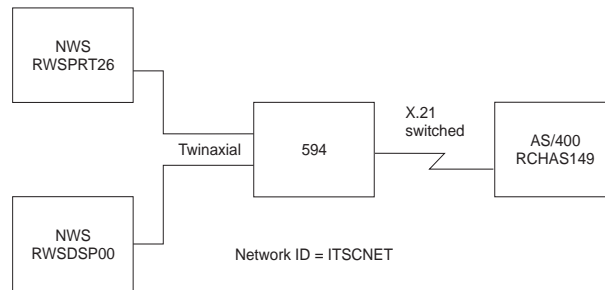 NWS
RWSPRT26
Twinaxial
594
X.21
switched
AS/400
RCHAS149
NWS
RWSDSP00
Network ID = ITSCNET